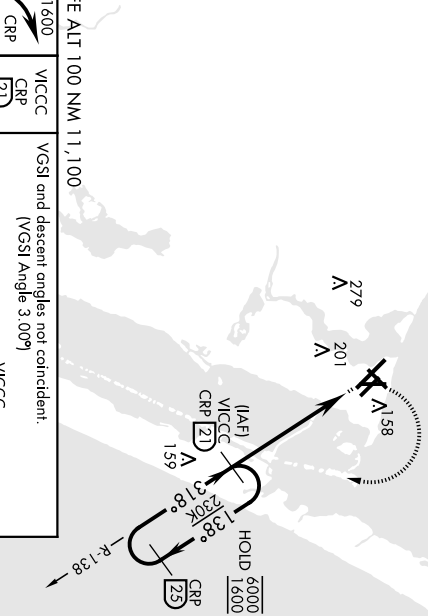 FE ALT 100 NM 11,100
1600
CRP
VICCC
CRP
21
VGSI and descent angles not coincident.
(VGSI Angle 3.00°)
VICCC
279
201
158
(IAF)
VICCC
CRP 21
159
318°
230K
138°
HOLD 6000
1600
CRP
25
R-138